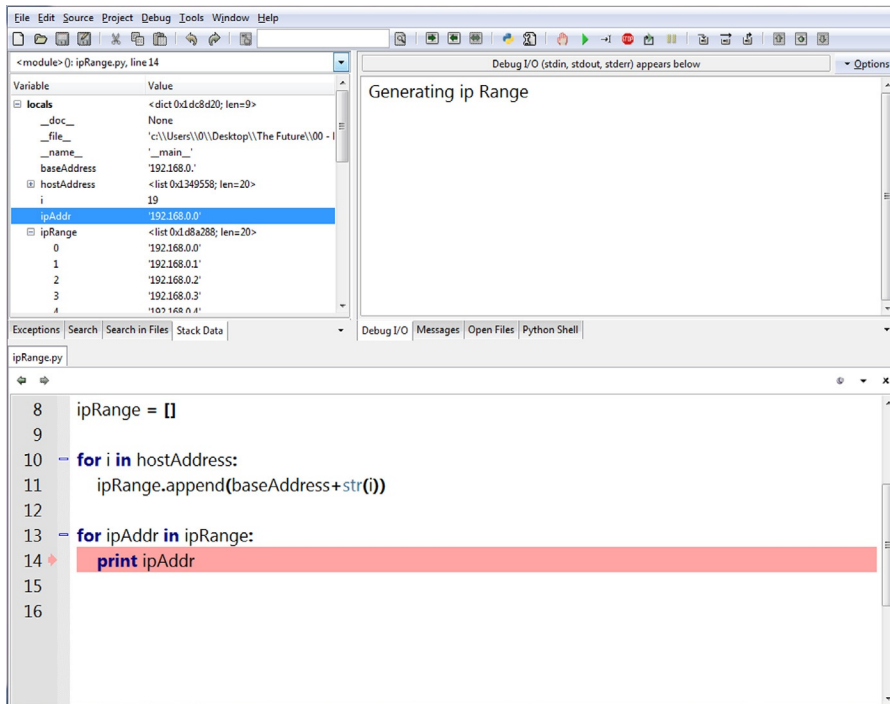 File Edit Source Project Debug Tools Window Help
<module>(): ipRange.py, line 14
Variable Value
locals <dict 0x1dc8d20; len=9>
__doc__ None
__file__ 'c:\\Users\\0\\Desktop\\The Future\\00 - I
__name__ '__main__'
baseAddress '192.168.0.'
hostAddress <list 0x1349558; len=20>
i 19
ipAddr '192.168.0.0'
ipRange <list 0x1d8a288; len=20>
0 '192.168.0.0'
1 '192.168.0.1'
2 '192.168.0.2'
3 '192.168.0.3'
4 '192.168.0.4'
Exceptions Search Search in Files Stack Data
Debug I/O (stdin, stdout, stderr) appears below Options
Generating ip Range
Debug I/O Messages Open Files Python Shell
ipRange.py
8 ipRange = []
9
10 for i in hostAddress:
11 ipRange.append(baseAddress+str(i))
12
13 for ipAddr in ipRange:
14 print ipAddr
15
16